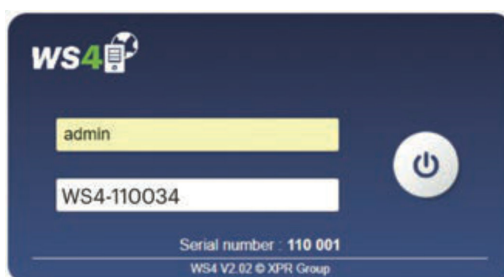 WS4
admin
WS4-110034
Serial number : 110 001
WS4 V2.02 © XPR Group